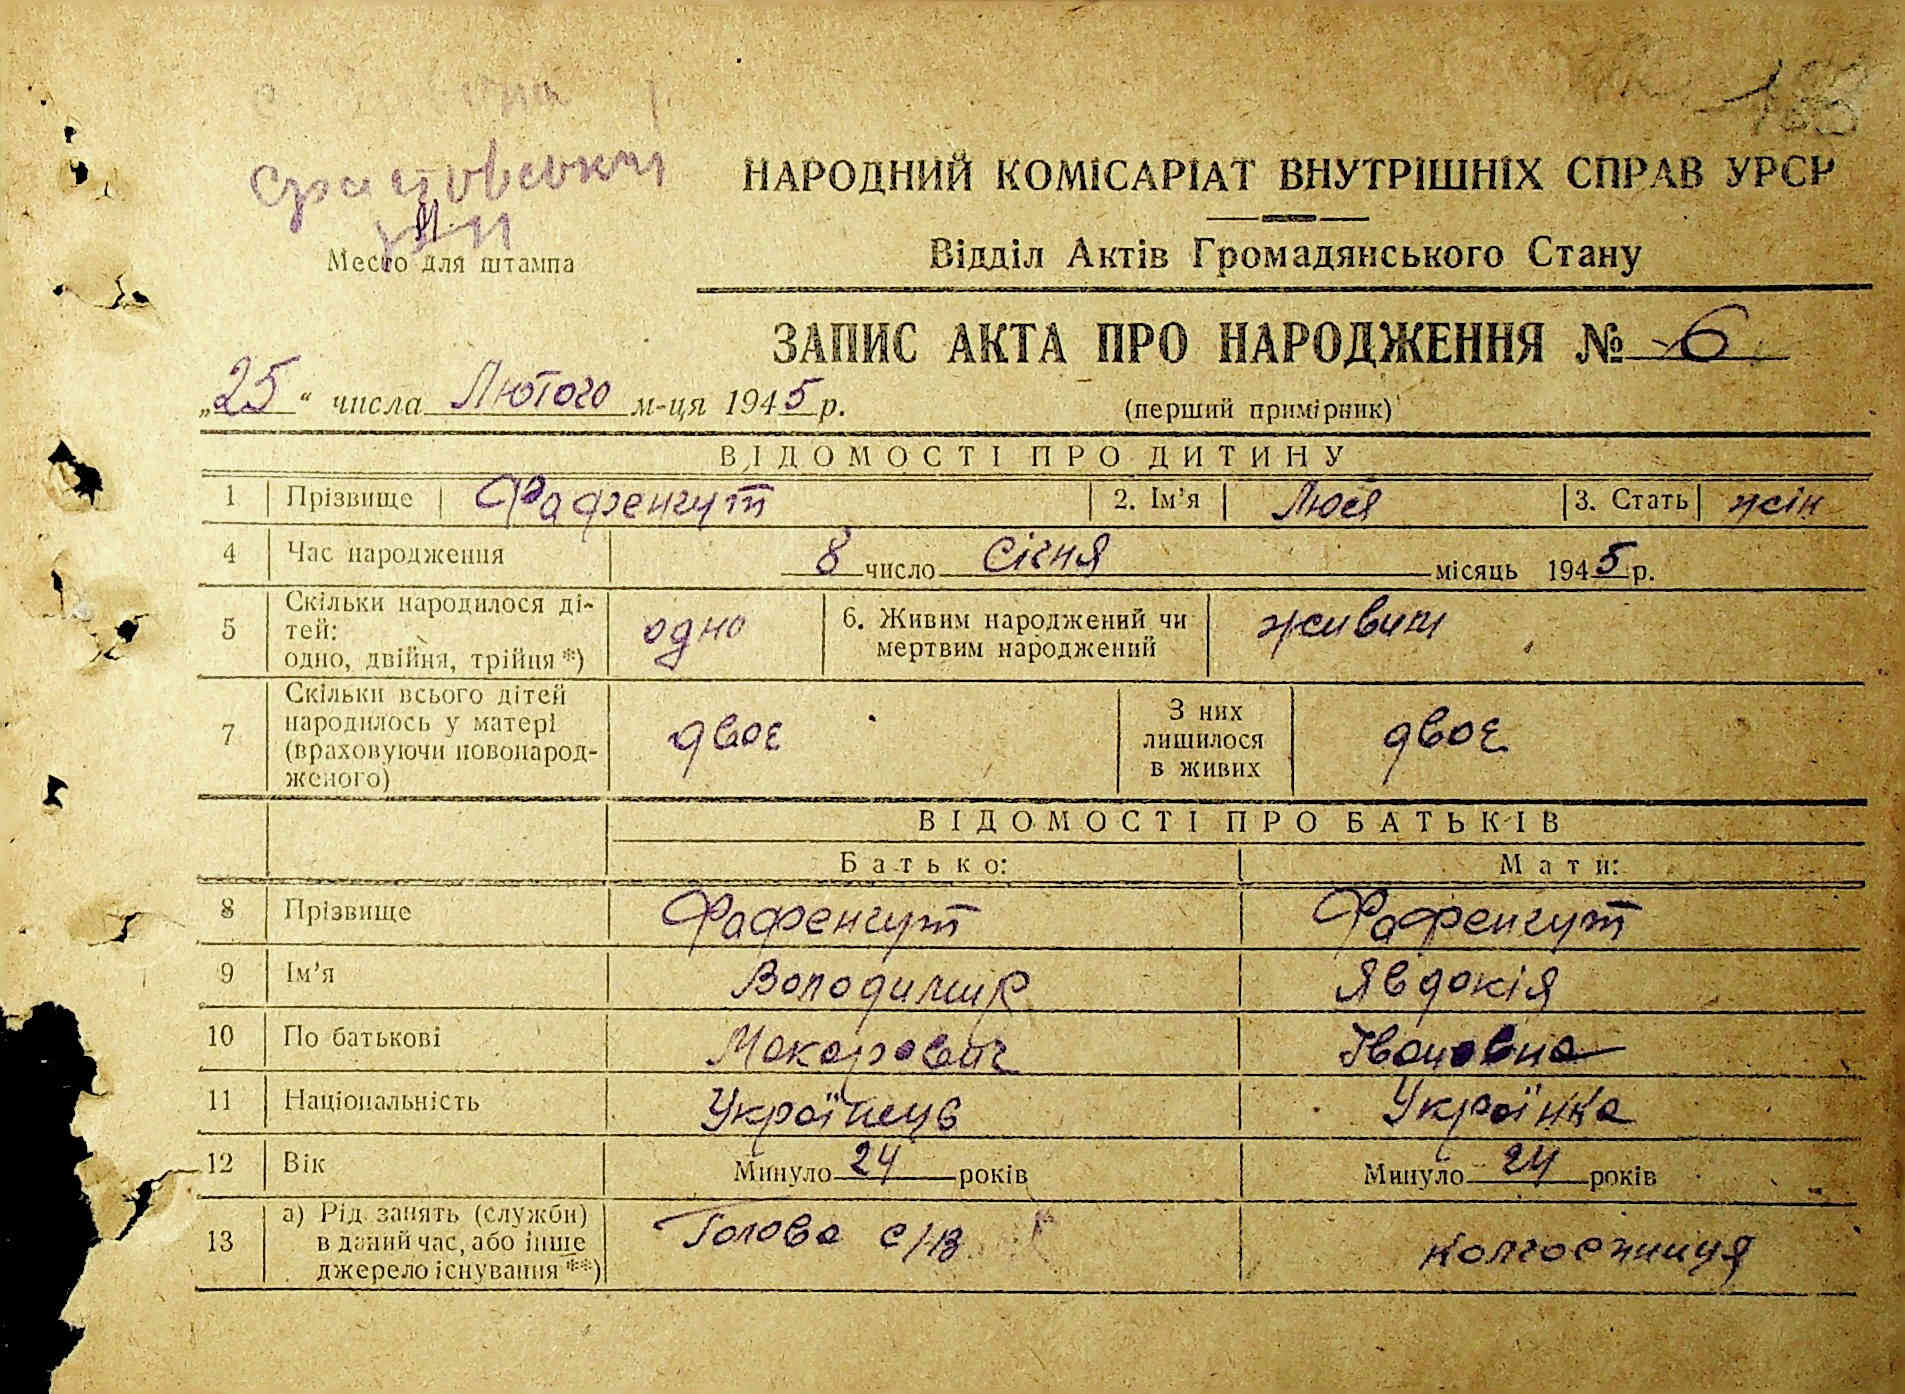 НАРОДНИЙ КОМІСАРІАТ ВНУТРІШНІХ СПРАВ УРСР
Відділ Актів Громадянського Стану
Место для штампа
ЗАПИС АКТА ПРО НАРОДЖЕННЯ № 6
„25“ числа Лютого м-ця 1945 р.
(перший примірник)
ВІДОМОСТІ ПРО ДИТИНУ
1 Прізвище Фафенгут 2. Ім'я Люся 3. Стать жін
4 Час народження 8 число Січня місяць 1945 р.
5 Скільки народилося ді-
тей:
одно, двійня, трійня *) одно 6. Живим народжений чи
мертвим народжений живим
7 Скільки всього дітей
народилось у матері
(враховуючи новонарод-
женого) двоє З них
лишилося
в живих двоє
ВІДОМОСТІ ПРО БАТЬКІВ
Батько: Мати:
8 Прізвище Фафенгут Фафенгут
9 Ім'я Володимир Явдокія
10 По батькові Макарович Івановна
11 Національність Українець Українка
12 Вік Минуло 24 років Минуло 24 років
13 а) Рід занять (служби)
в даний час, або інше
джерело існування **) Голова колгоспниця